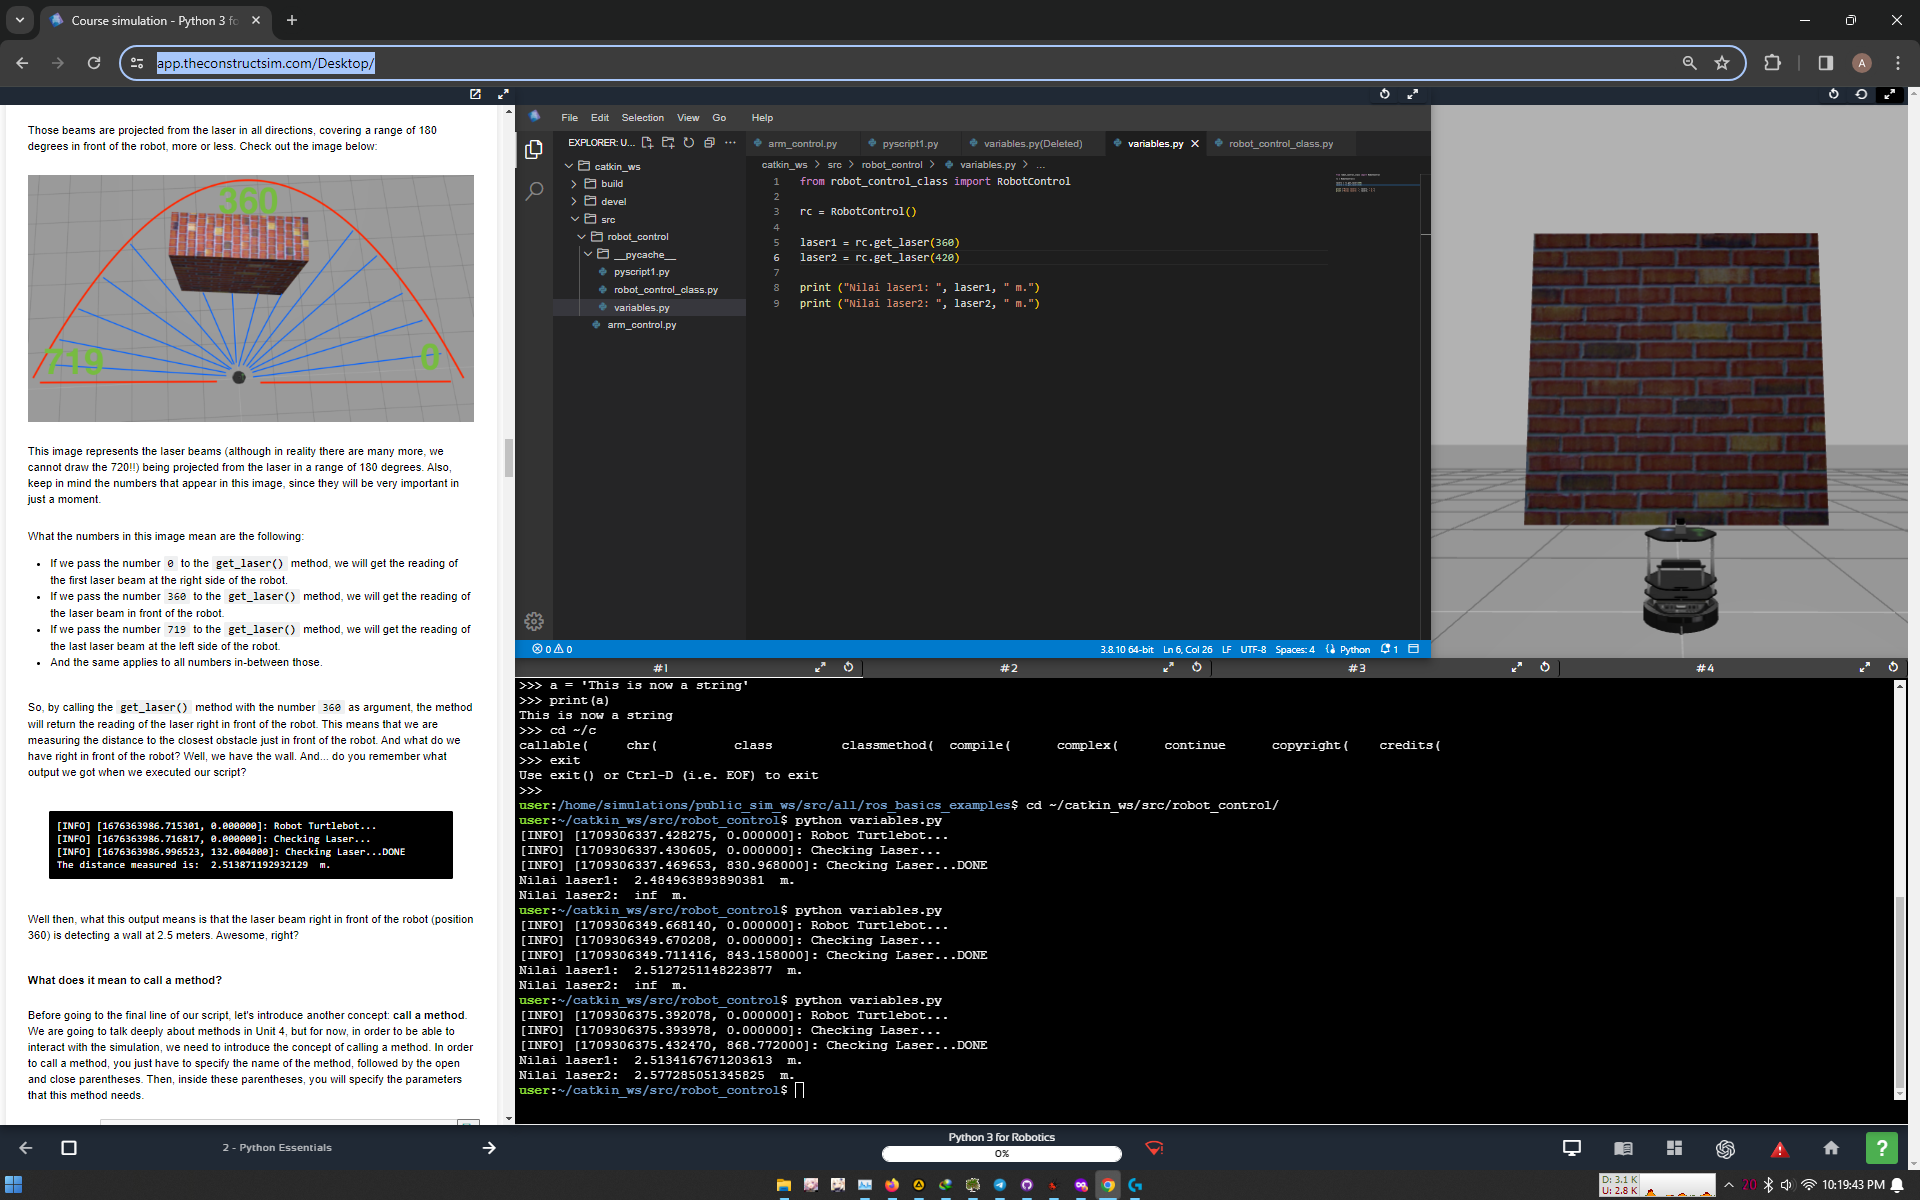 Course simulation - Python 3 fo
app.theconstructsim.com/Desktop/
A
Those beams are projected from the laser in all directions, covering a range of 180
degrees in front of the robot, more or less. Check out the image below:
360
719
0
This image represents the laser beams (although in reality there are many more, we
cannot draw the 720!!) being projected from the laser in a range of 180 degrees. Also,
keep in mind the numbers that appear in this image, since they will be very important in
just a moment.
What the numbers in this image mean are the following:
• If we pass the number 0 to the get_laser() method, we will get the reading of
the first laser beam at the right side of the robot.
• If we pass the number 360 to the get_laser() method, we will get the reading of
the laser beam in front of the robot.
• If we pass the number 719 to the get_laser() method, we will get the reading of
the last laser beam at the left side of the robot.
• And the same applies to all numbers in-between those.
So, by calling the get_laser() method with the number 360 as argument, the method
will return the reading of the laser right in front of the robot. This means that we are
measuring the distance to the closest obstacle just in front of the robot. And what do we
have right in front of the robot? Well, we have the wall. And... do you remember what
output we got when we executed our script?
[INFO] [1676363986.715301, 0.000000]: Robot Turtlebot...
[INFO] [1676363986.716817, 0.000000]: Checking Laser...
[INFO] [1676363986.996523, 132.004000]: Checking Laser...DONE
The distance measured is:  2.513871192932129  m.
Well then, what this output means is that the laser beam right in front of the robot (position
360) is detecting a wall at 2.5 meters. Awesome, right?
What does it mean to call a method?
Before going to the final line of our script, let's introduce another concept: call a method.
We are going to talk deeply about methods in Unit 4, but for now, in order to be able to
interact with the simulation, we need to introduce the concept of calling a method. In order
to call a method, you just have to specify the name of the method, followed by the open
and close parentheses. Then, inside these parentheses, you will specify the parameters
that this method needs.
File Edit Selection View Go Help
EXPLORER: U...
catkin_ws
build
devel
src
robot_control
__pycache__
pyscript1.py
robot_control_class.py
variables.py
arm_control.py
arm_control.py pyscript1.py variables.py(Deleted) variables.py robot_control_class.py
catkin_ws > src > robot_control > variables.py > ...
1 from robot_control_class import RobotControl
2
3 rc = RobotControl()
4
5 laser1 = rc.get_laser(360)
6 laser2 = rc.get_laser(420)
7
8 print ("Nilai laser1: ", laser1, " m.")
9 print ("Nilai laser2: ", laser2, " m.")
0 0 3.8.10 64-bit Ln 6, Col 26 LF UTF-8 Spaces: 4 Python 1
#1 #2 #3 #4
>>> a = 'This is now a string'
>>> print(a)
This is now a string
>>> cd ~/c
callable( chr( class classmethod( compile( complex( continue copyright( credits(
>>> exit
Use exit() or Ctrl-D (i.e. EOF) to exit
>>>
user:/home/simulations/public_sim_ws/src/all/ros_basics_examples$ cd ~/catkin_ws/src/robot_control/
user:~/catkin_ws/src/robot_control$ python variables.py
[INFO] [1709306337.428275, 0.000000]: Robot Turtlebot...
[INFO] [1709306337.430605, 0.000000]: Checking Laser...
[INFO] [1709306337.469653, 830.968000]: Checking Laser...DONE
Nilai laser1:  2.484963893890381  m.
Nilai laser2:  inf  m.
user:~/catkin_ws/src/robot_control$ python variables.py
[INFO] [1709306349.668140, 0.000000]: Robot Turtlebot...
[INFO] [1709306349.670208, 0.000000]: Checking Laser...
[INFO] [1709306349.711416, 843.158000]: Checking Laser...DONE
Nilai laser1:  2.5127251148223877  m.
Nilai laser2:  inf  m.
user:~/catkin_ws/src/robot_control$ python variables.py
[INFO] [1709306375.392078, 0.000000]: Robot Turtlebot...
[INFO] [1709306375.393978, 0.000000]: Checking Laser...
[INFO] [1709306375.432470, 868.772000]: Checking Laser...DONE
Nilai laser1:  2.5134167671203613  m.
Nilai laser2:  2.577285051345825  m.
user:~/catkin_ws/src/robot_control$
2 - Python Essentials
Python 3 for Robotics
0%
?
D: 3.1 K
U: 2.8 K
20
10:19:43 PM